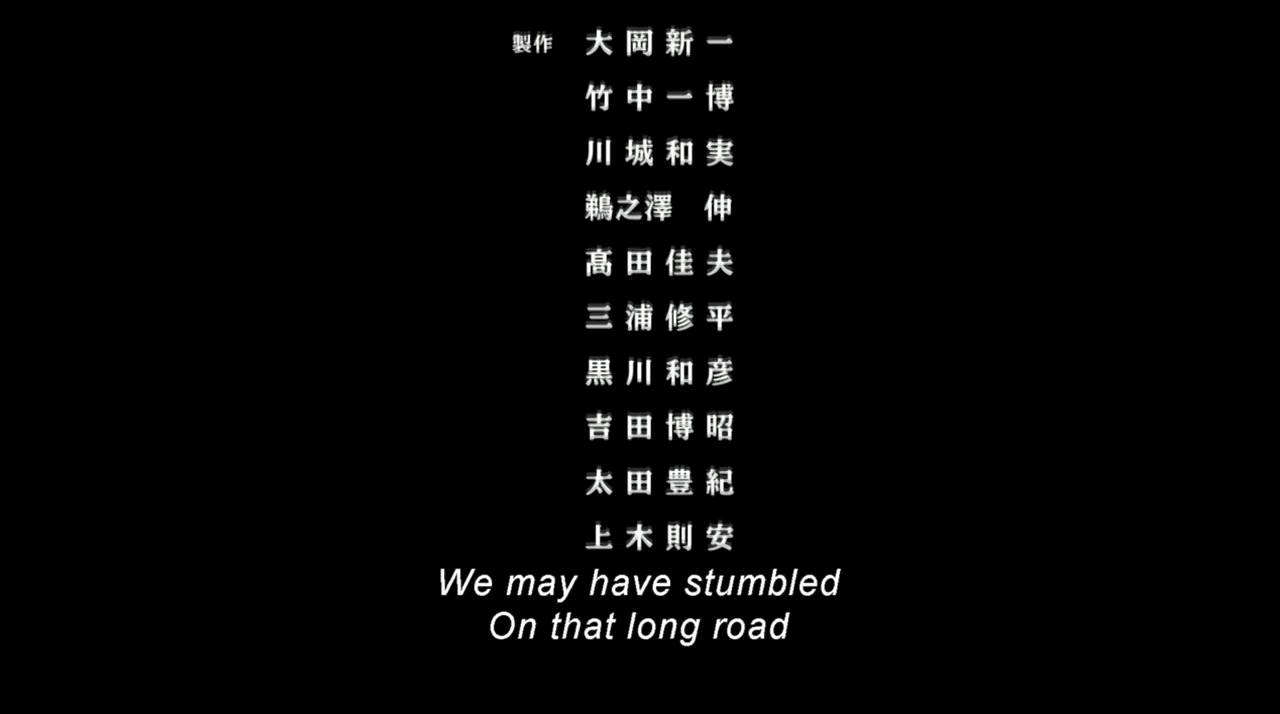 製作 大岡新一
竹中一博
川城和実
鵜之澤 伸
髙田佳夫
三浦修平
黒川和彦
吉田博昭
太田豊紀
上木則安
We may have stumbled
On that long road